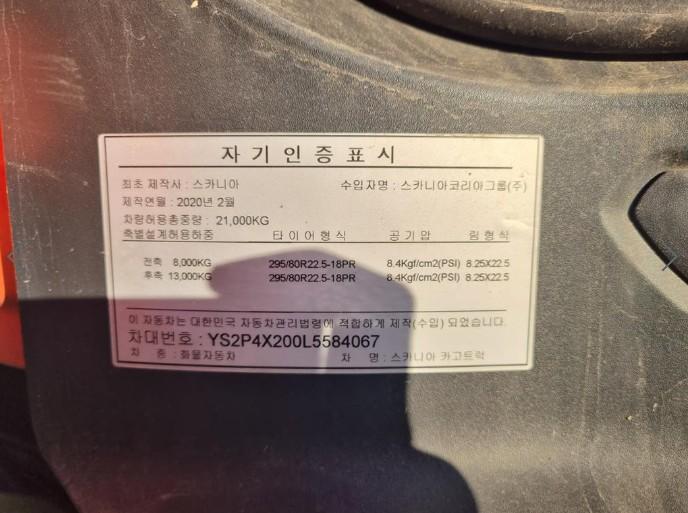 자기인증표시
최초 제작사 : 스카니아 수입자명 : 스카니아코리아그룹(주)
제작연월 : 2020년 2월
차량허용총중량 : 21,000KG
축별설계허용하중 타이어형식 공기압 림형식
전축 8,000KG 295/80R22.5-18PR 8.4Kgf/cm2(PSI) 8.25X22.5
후축 13,000KG 295/80R22.5-18PR 8.4Kgf/cm2(PSI) 8.25X22.5
이 자동차는 대한민국 자동차관리법령에 적합하게 제작(수입) 되었습니다.
차대번호 : YS2P4X200L5584067
차 종 : 화물자동차 차 명 : 스카니아 카고트럭